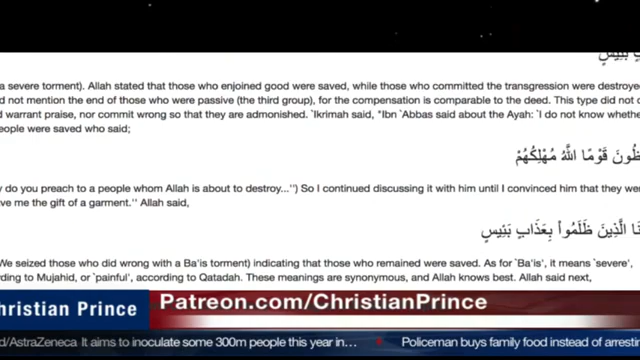 بَئِيسٍ
a severe torment). Allah stated that those who enjoined good were saved, while those who committed the transgression were destroyed
d not mention the end of those who were passive (the third group), for the compensation is comparable to the deed. This type did not
d warrant praise, nor commit wrong so that they are admonished. `Ikrimah said, "Ibn `Abbas said about the Ayah: `I do not know whethe
eople were saved who said;
ظُونَ قَوْمًا اللَّهُ مُهْلِكُهُمْ
y do you preach to a people whom Allah is about to destroy...'') So I continued discussing it with him until I convinced him that they wer
ave me the gift of a garment.'' Allah said,
نَا الَّذِينَ ظَلَمُواْ بِعَذَابٍ بَئِيسٍ
We seized those who did wrong with a Ba'is torment) indicating that those who remained were saved. As for `Ba'is', it means `severe',
rding to Mujahid, or `painful', according to Qatadah. These meanings are synonymous, and Allah knows best. Allah said next,
hristian Prince
Patreon.com/ChristianPrince
d/AstraZeneca It aims to inoculate some 300m people this year in…
Policeman buys family food instead of arrestin